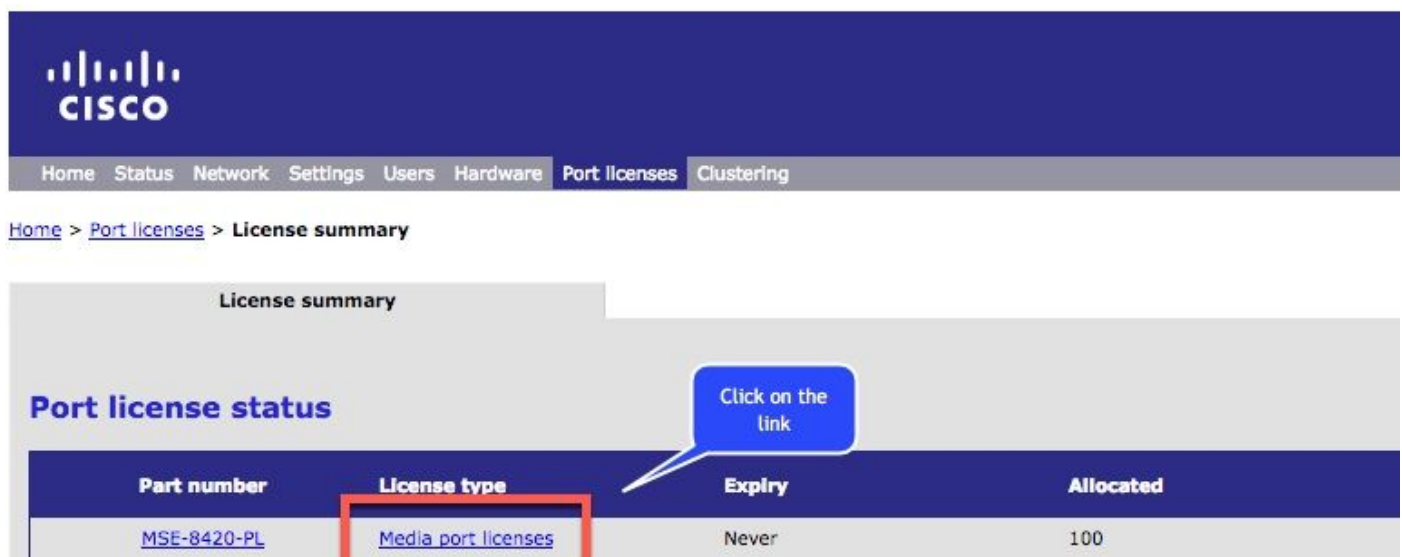 CISCO
Home Status Network Settings Users Hardware Port licenses Clustering
Home > Port licenses > License summary
License summary
Port license status
Click on the
link
Part number License type Expiry Allocated
MSE-8420-PL Media port licenses Never 100